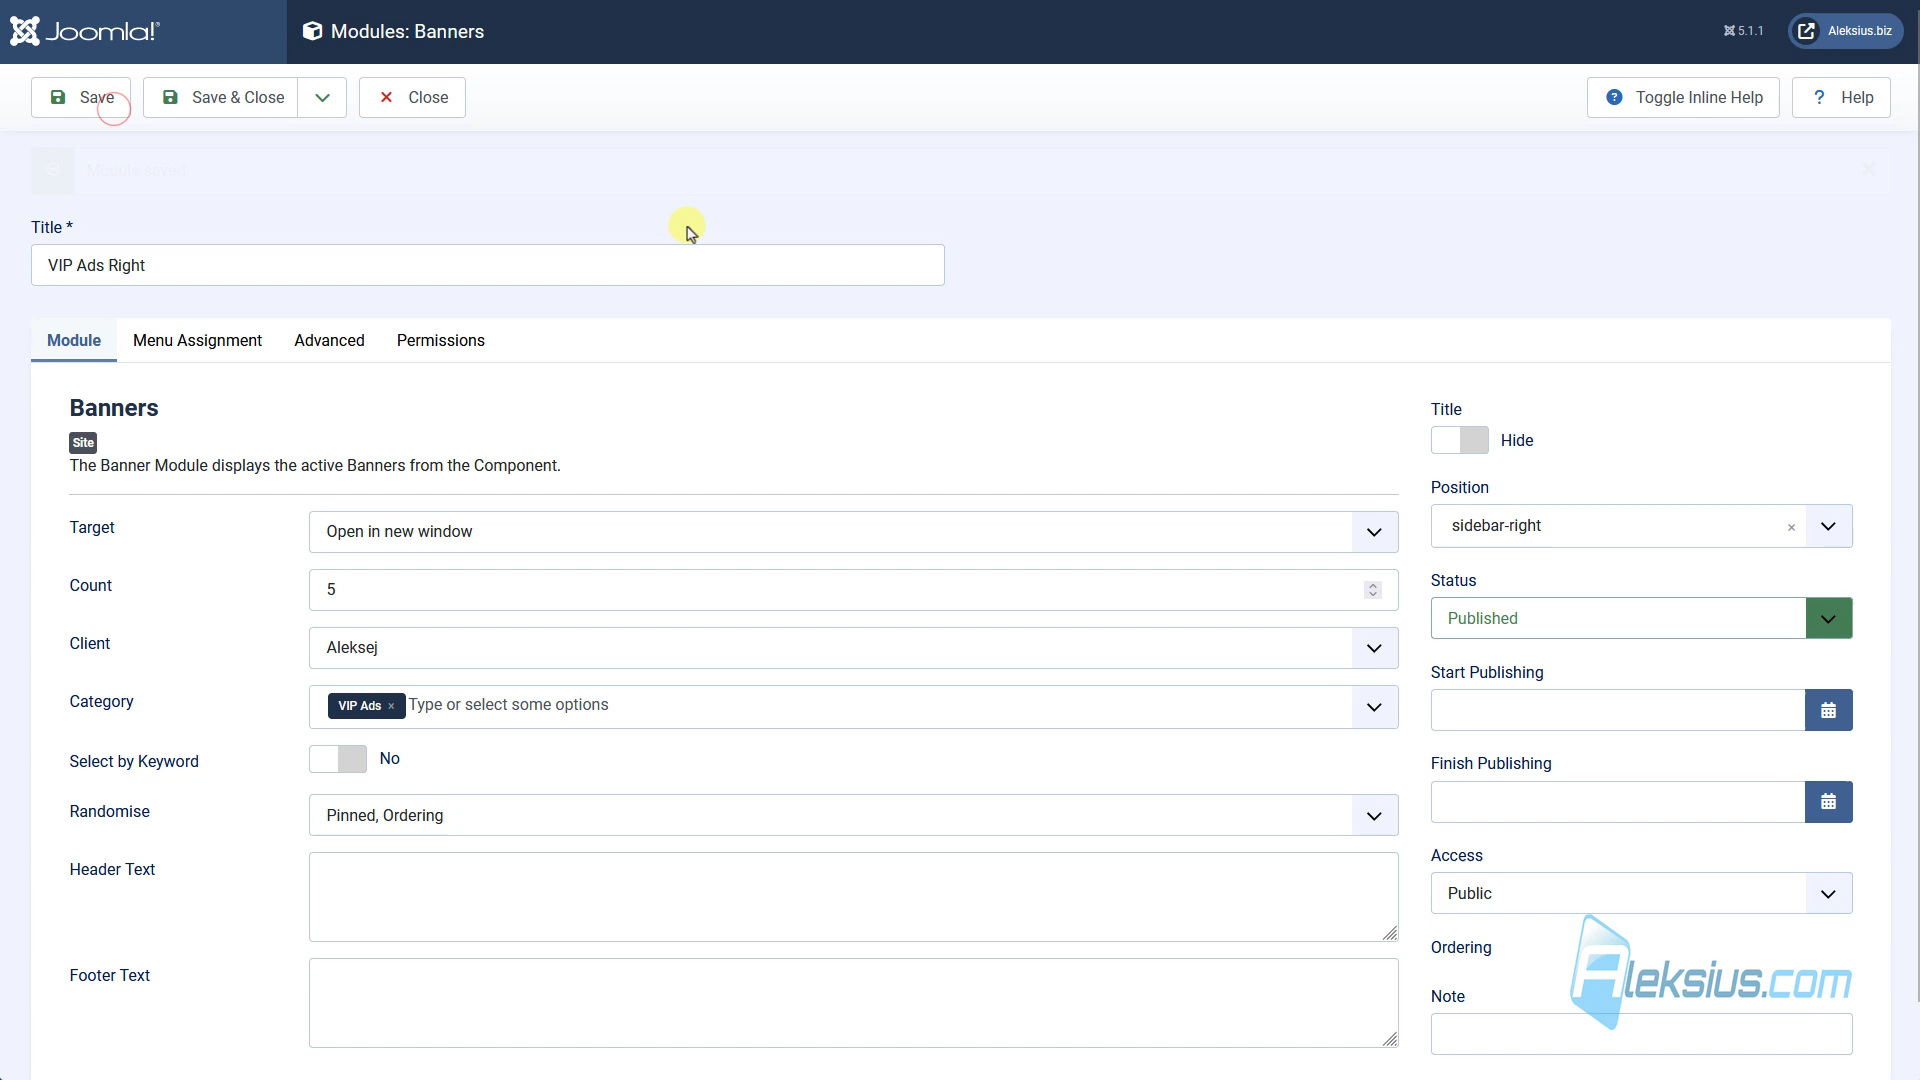 Joomla!
Modules: Banners
5.1.1
Aleksius.biz
Save
Save & Close
Close
Toggle Inline Help
? Help
Module saved
Title *
VIP Ads Right
Module
Menu Assignment
Advanced
Permissions
Banners
Site
The Banner Module displays the active Banners from the Component.
Target
Open in new window
Count
5
Client
Aleksej
Category
VIP Ads × Type or select some options
Select by Keyword
No
Randomise
Pinned, Ordering
Header Text
Footer Text
Title
Hide
Position
sidebar-right
Status
Published
Start Publishing
Finish Publishing
Access
Public
Ordering
Note
Aleksius.com